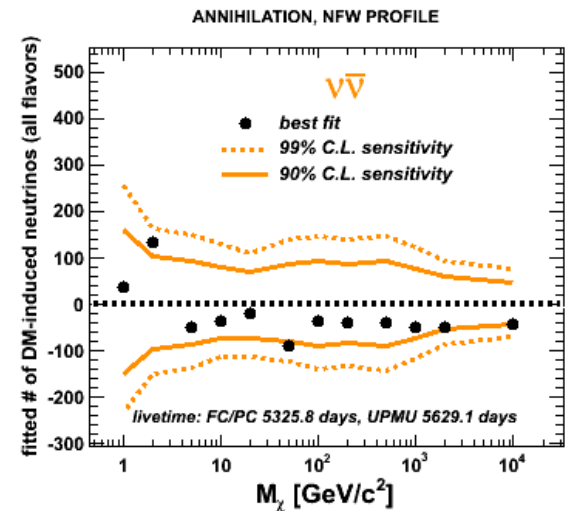 ANNIHILATION, NFW PROFILE
fitted # of DM-induced neutrinos (all flavors)
500
400
300
200
100
0
-100
-200
-300
νν̅
best fit
99% C.L. sensitivity
90% C.L. sensitivity
livetime: FC/PC 5325.8 days, UPMU 5629.1 days
1 10 10² 10³ 10⁴
Mχ [GeV/c²]